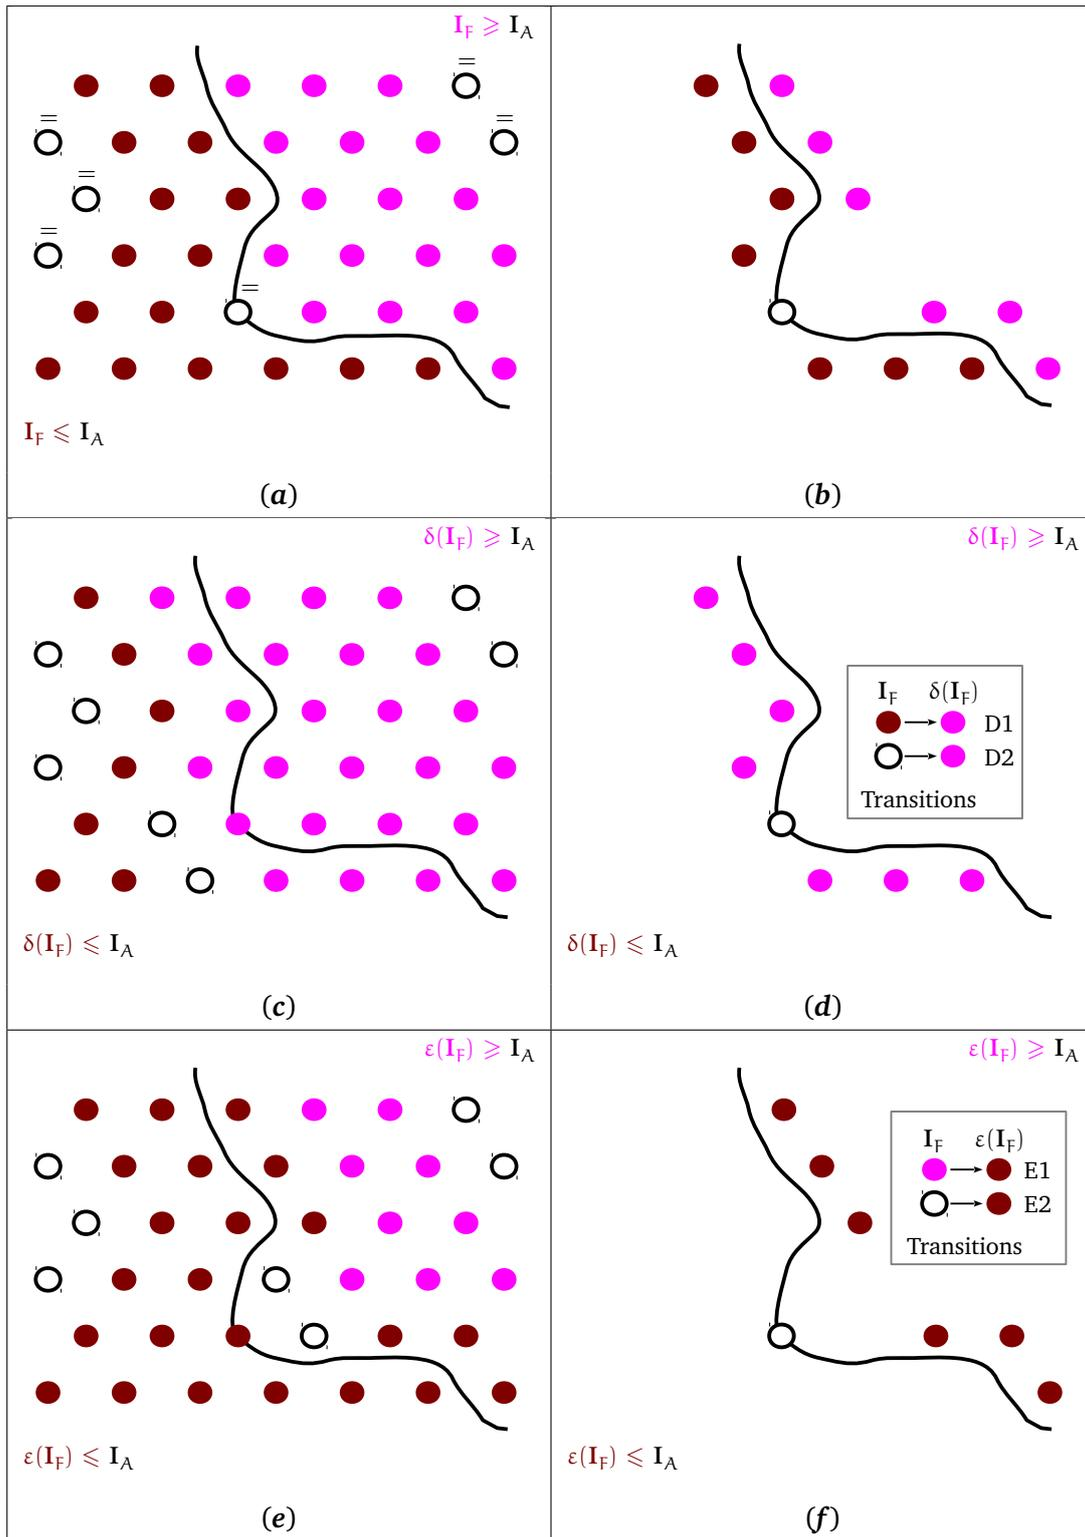 I_F ⩾ I_A
=
= =
=
=
=
I_F ⩽ I_A
(a)
(b)
δ(I_F) ⩾ I_A
δ(I_F) ⩽ I_A
(c)
δ(I_F) ⩾ I_A
I_F δ(I_F)
D1
D2
Transitions
δ(I_F) ⩽ I_A
(d)
ε(I_F) ⩾ I_A
ε(I_F) ⩽ I_A
(e)
ε(I_F) ⩾ I_A
I_F ε(I_F)
E1
E2
Transitions
ε(I_F) ⩽ I_A
(f)